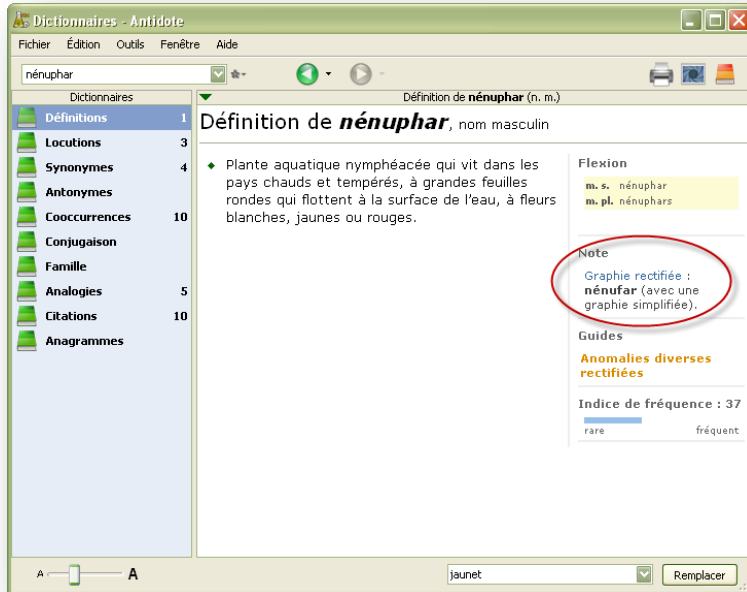 Dictionnaires - Antidote
Fichier Édition Outils Fenêtre Aide
nénuphar
Dictionnaires
Définitions 1
Locutions 3
Synonymes 4
Antonymes
Cooccurrences 10
Conjugaison
Famille
Analogies 5
Citations 10
Anagrammes
Définition de nénuphar (n. m.)
Définition de nénuphar, nom masculin
Plante aquatique nymphéacée qui vit dans les
pays chauds et tempérés, à grandes feuilles
rondes qui flottent à la surface de l'eau, à fleurs
blanches, jaunes ou rouges.
Flexion
m. s. nénuphar
m. pl. nénuphars
Note
Graphie rectifiée :
nénufar (avec une
graphie simplifiée).
Guides
Anomalies diverses
rectifiées
Indice de fréquence : 37
rare fréquent
A A
jaunet
Remplacer